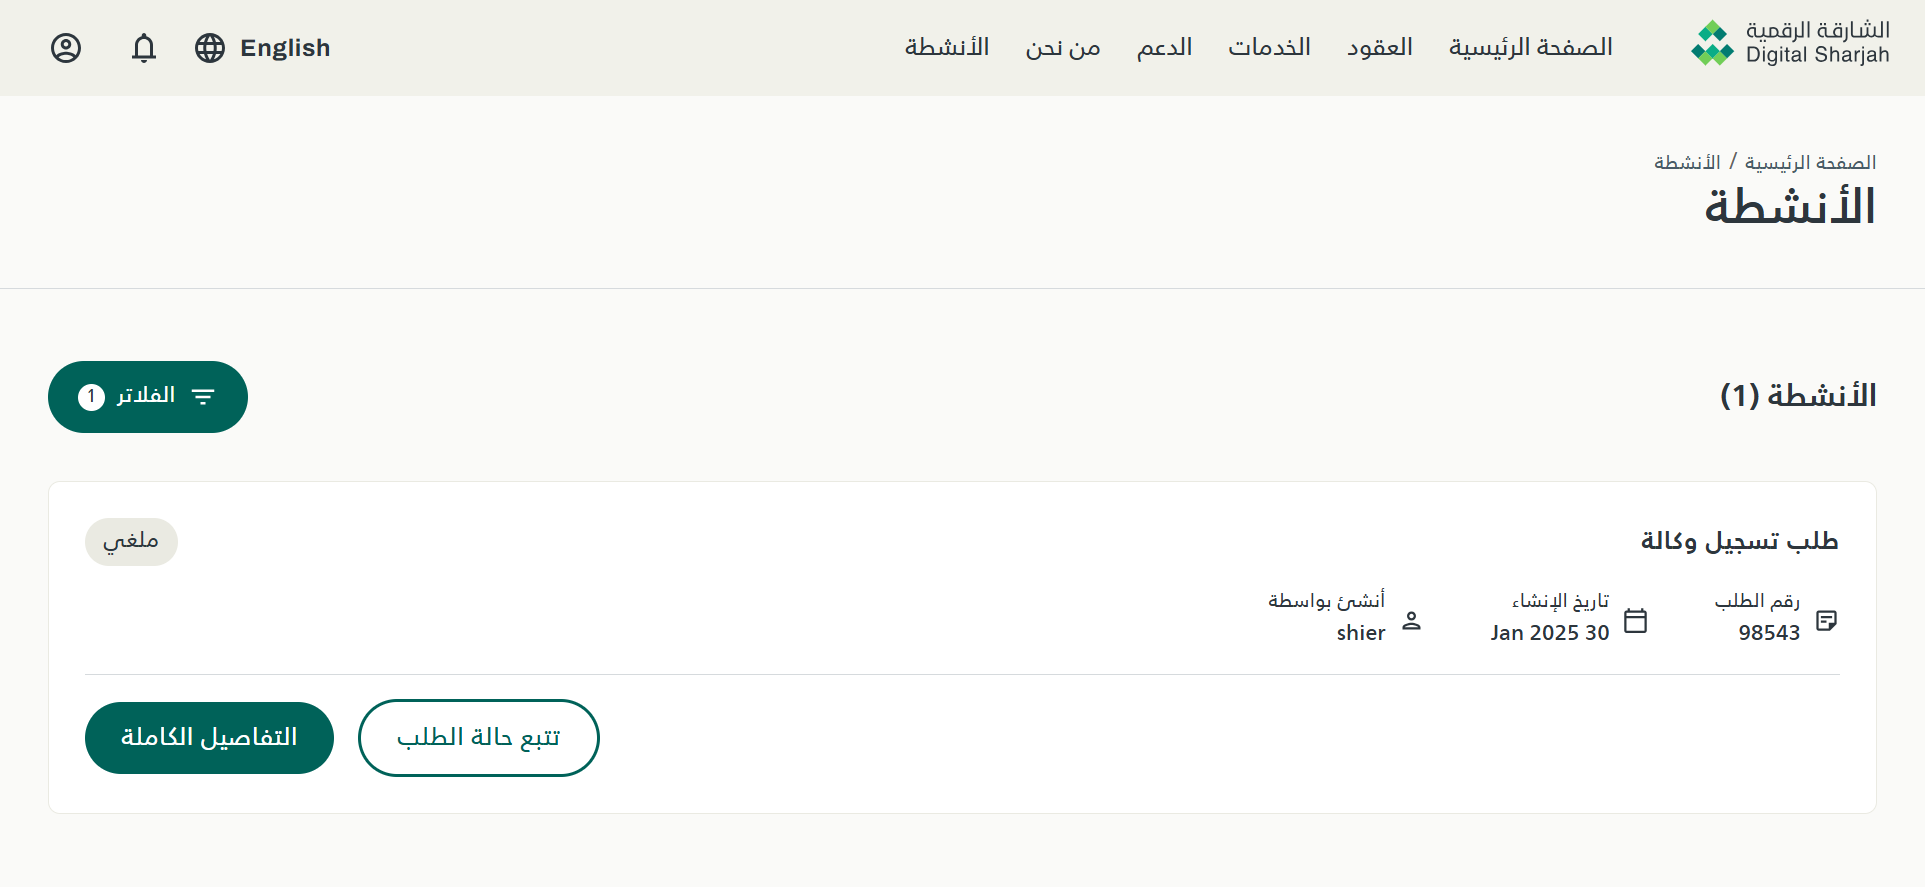 الشارقة الرقمية
Digital Sharjah
الصفحة الرئيسية
العقود
الخدمات
الدعم
من نحن
الأنشطة
English
الصفحة الرئيسية / الأنشطة
الأنشطة
الأنشطة (1)
الفلاتر 1
طلب تسجيل وكالة
ملغي
رقم الطلب
98543
تاريخ الإنشاء
30 Jan 2025
أنشئ بواسطة
shier
تتبع حالة الطلب
التفاصيل الكاملة